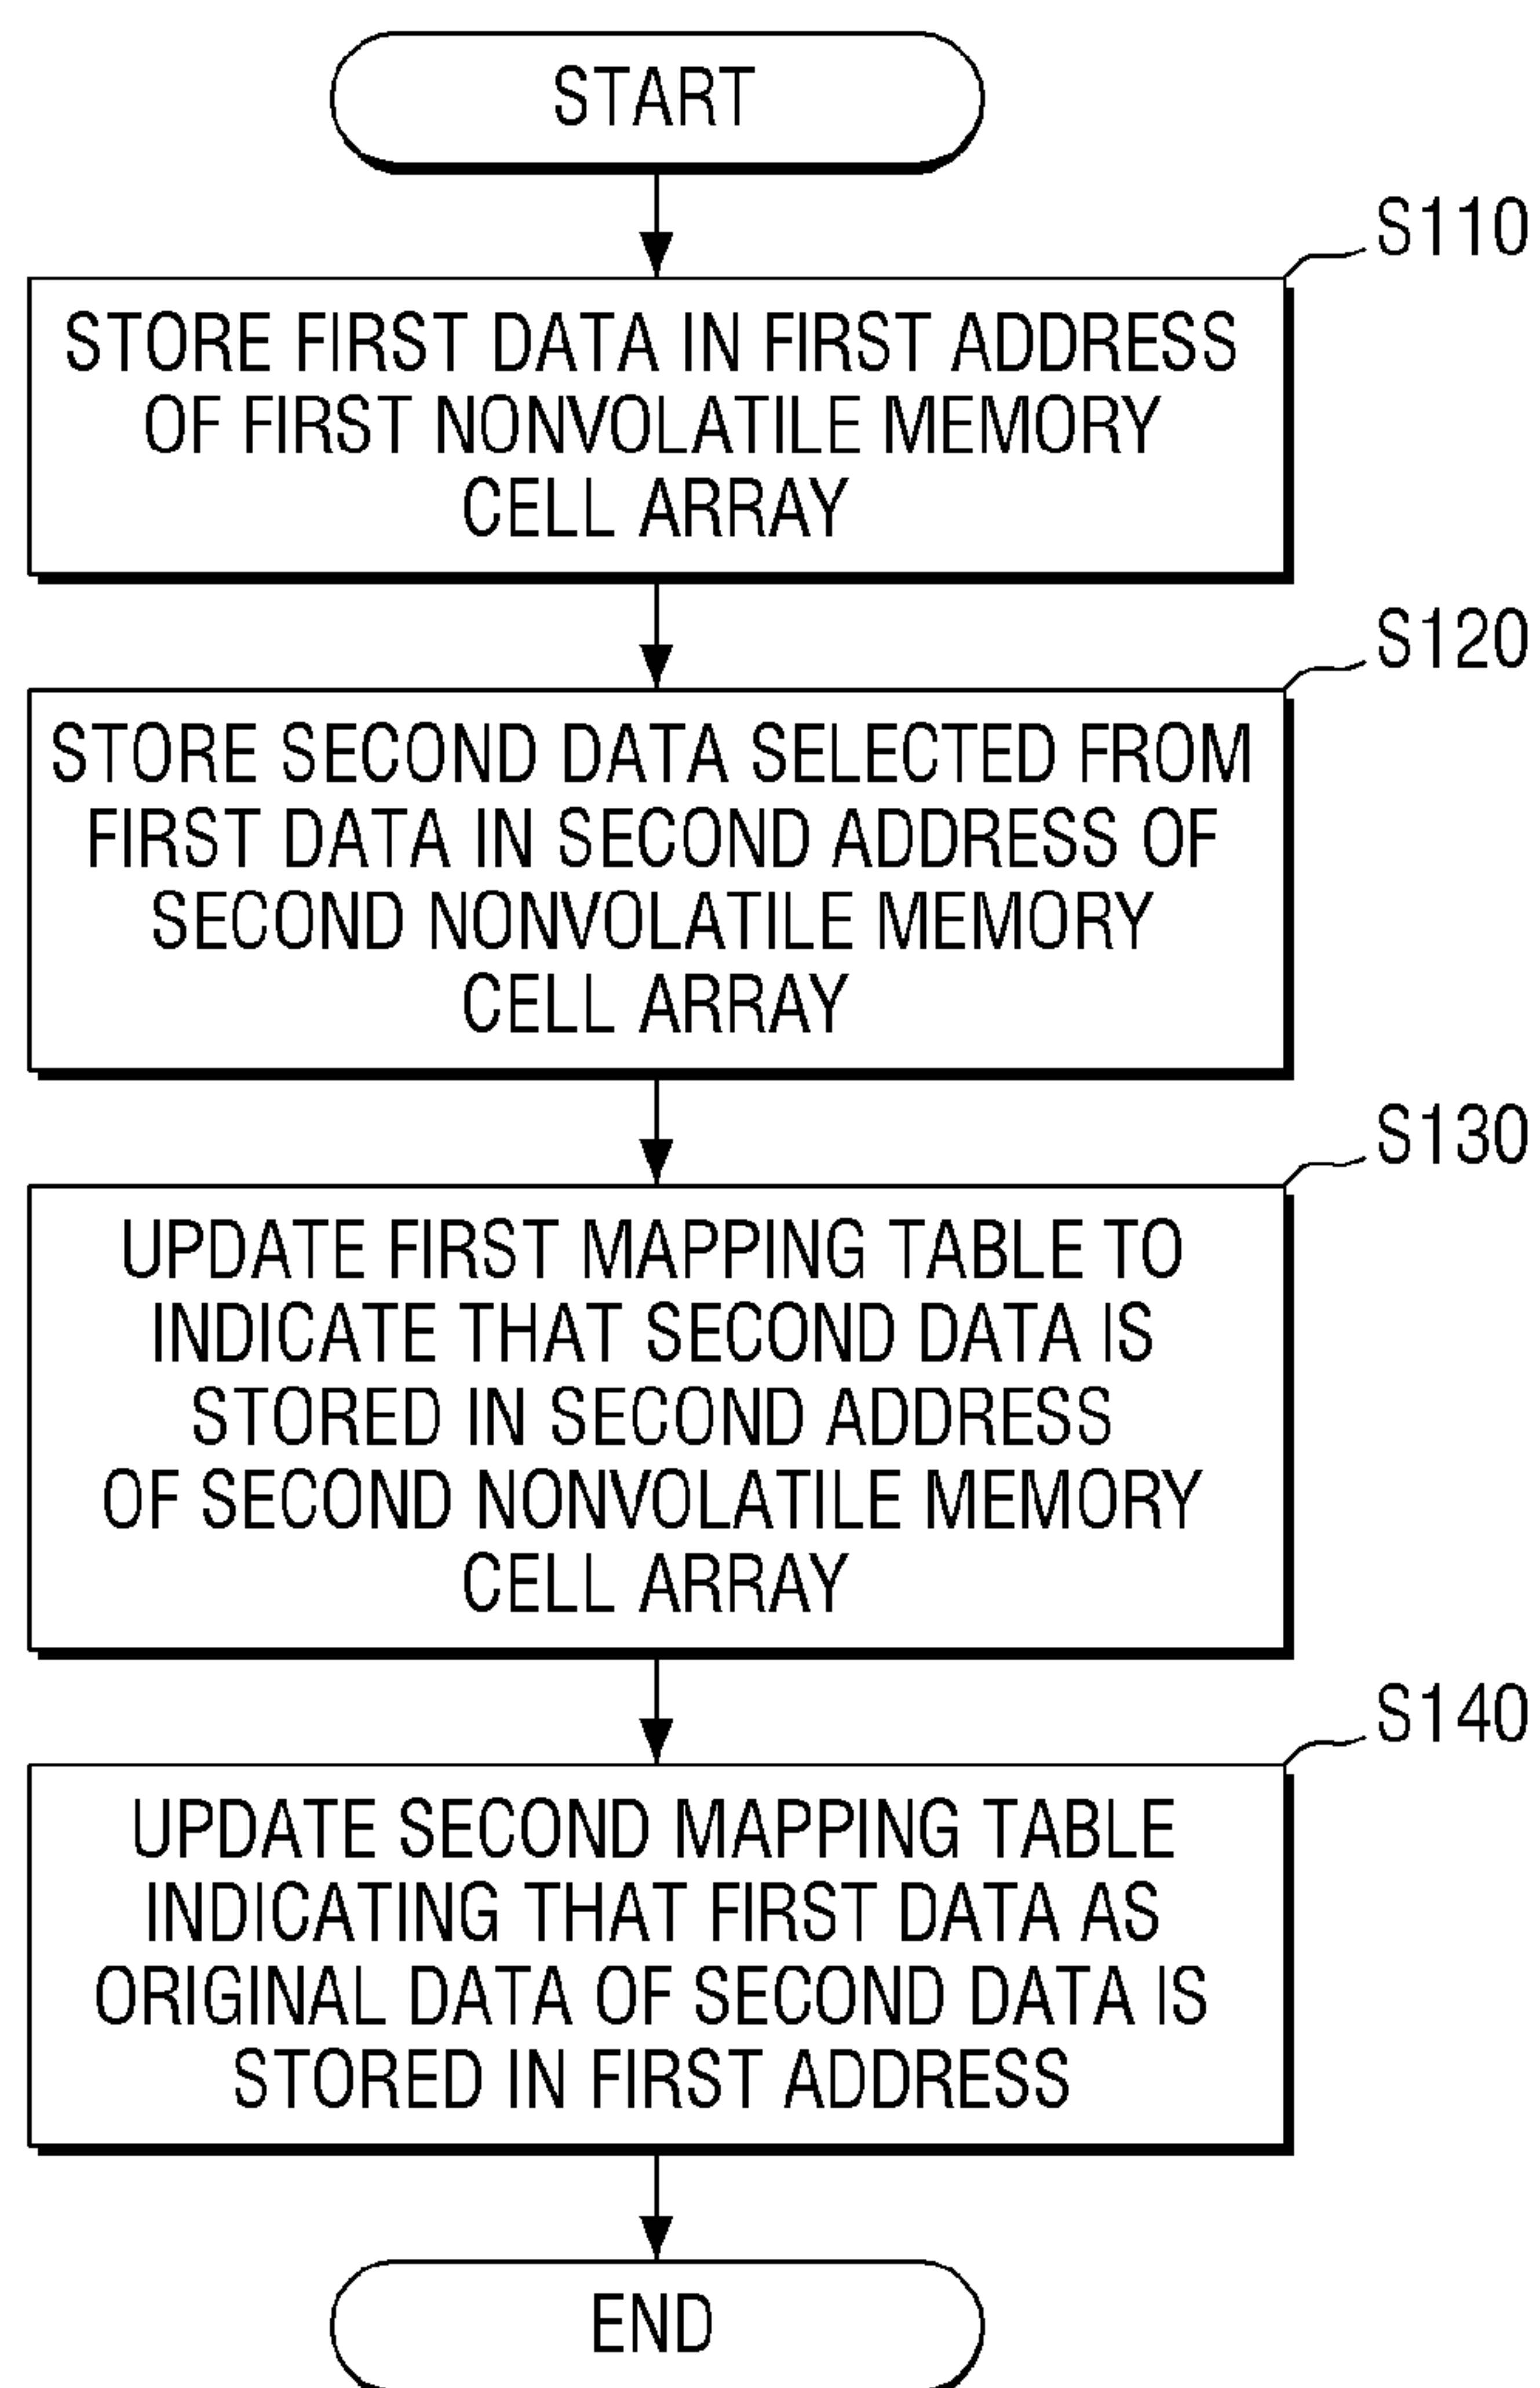 START
S110
STORE FIRST DATA IN FIRST ADDRESS
OF FIRST NONVOLATILE MEMORY
CELL ARRAY
S120
STORE SECOND DATA SELECTED FROM
FIRST DATA IN SECOND ADDRESS OF
SECOND NONVOLATILE MEMORY
CELL ARRAY
S130
UPDATE FIRST MAPPING TABLE TO
INDICATE THAT SECOND DATA IS
STORED IN SECOND ADDRESS
OF SECOND NONVOLATILE MEMORY
CELL ARRAY
S140
UPDATE SECOND MAPPING TABLE
INDICATING THAT FIRST DATA AS
ORIGINAL DATA OF SECOND DATA IS
STORED IN FIRST ADDRESS
END